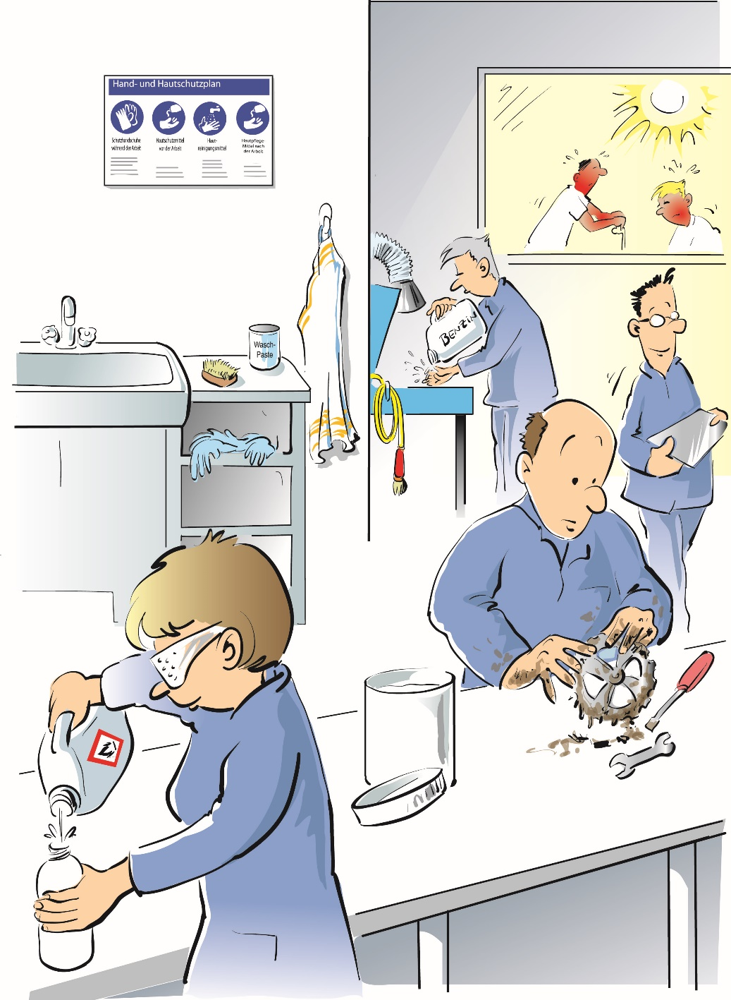 Hand- und Hautschutzplan
Schutzhandschuhe
während der Arbeit
Hautschutzmittel
vor der Arbeit
Haut-
reinigungsmittel
Hautpflege-
Mittel nach
der Arbeit
BENZIN
Wasch-
Paste